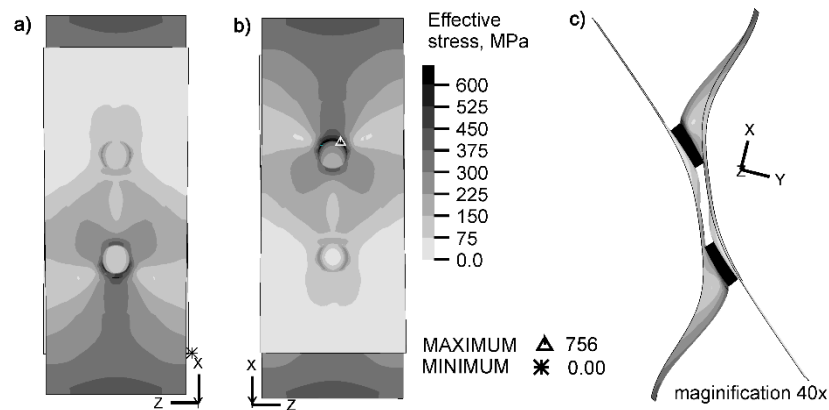 a)
b)
Effective
stress, MPa
600
525
450
375
300
225
150
75
0.0
MAXIMUM 756
MINIMUM 0.00
X
Z
Y
X
Z
c)
X
Z
Y
maginification 40x